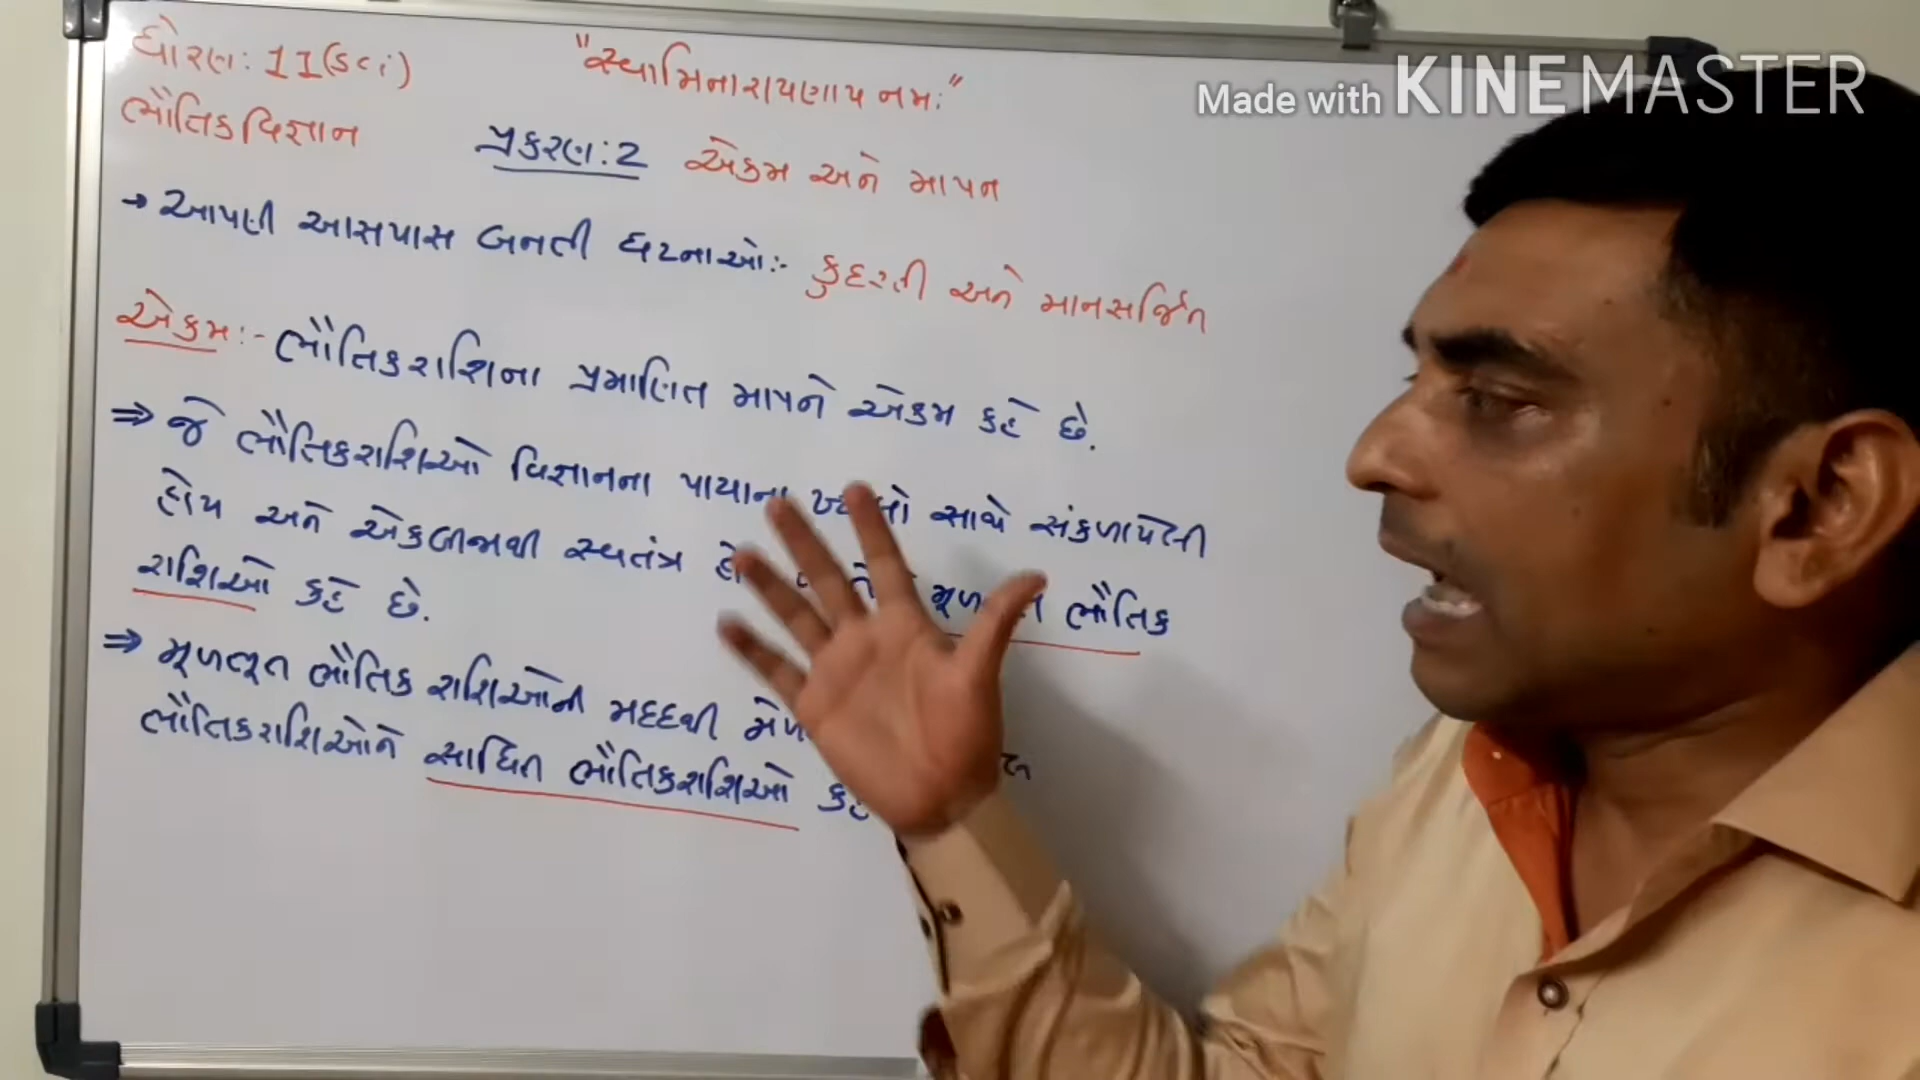 ધોરણ: 11(sci)
"સ્વામિનારાયણાય નમઃ"
Made with KINEMASTER
ભૌતિકવિજ્ઞાન
પ્રકરણ: 2 એકમ અને માપન
→ આપણી આસપાસ બનતી ઘટનાઓ:- કુદરતી અને માનસર્જિત
એકમ:- ભૌતિકરાશિના પ્રમાણિત માપને એકમ કહે છે.
⇒ જે ભૌતિકરાશિઓ વિજ્ઞાનના પાયાના સાથે સંકળાયેલી
હોય અને એકબીજાથી સ્વતંત્ર ભૌતિક
રાશિઓ કહે છે.
⇒ મૂળભૂત ભૌતિક રાશિઓની મદદથી
ભૌતિકરાશિઓને સાધિત ભૌતિકરાશિઓ કહે